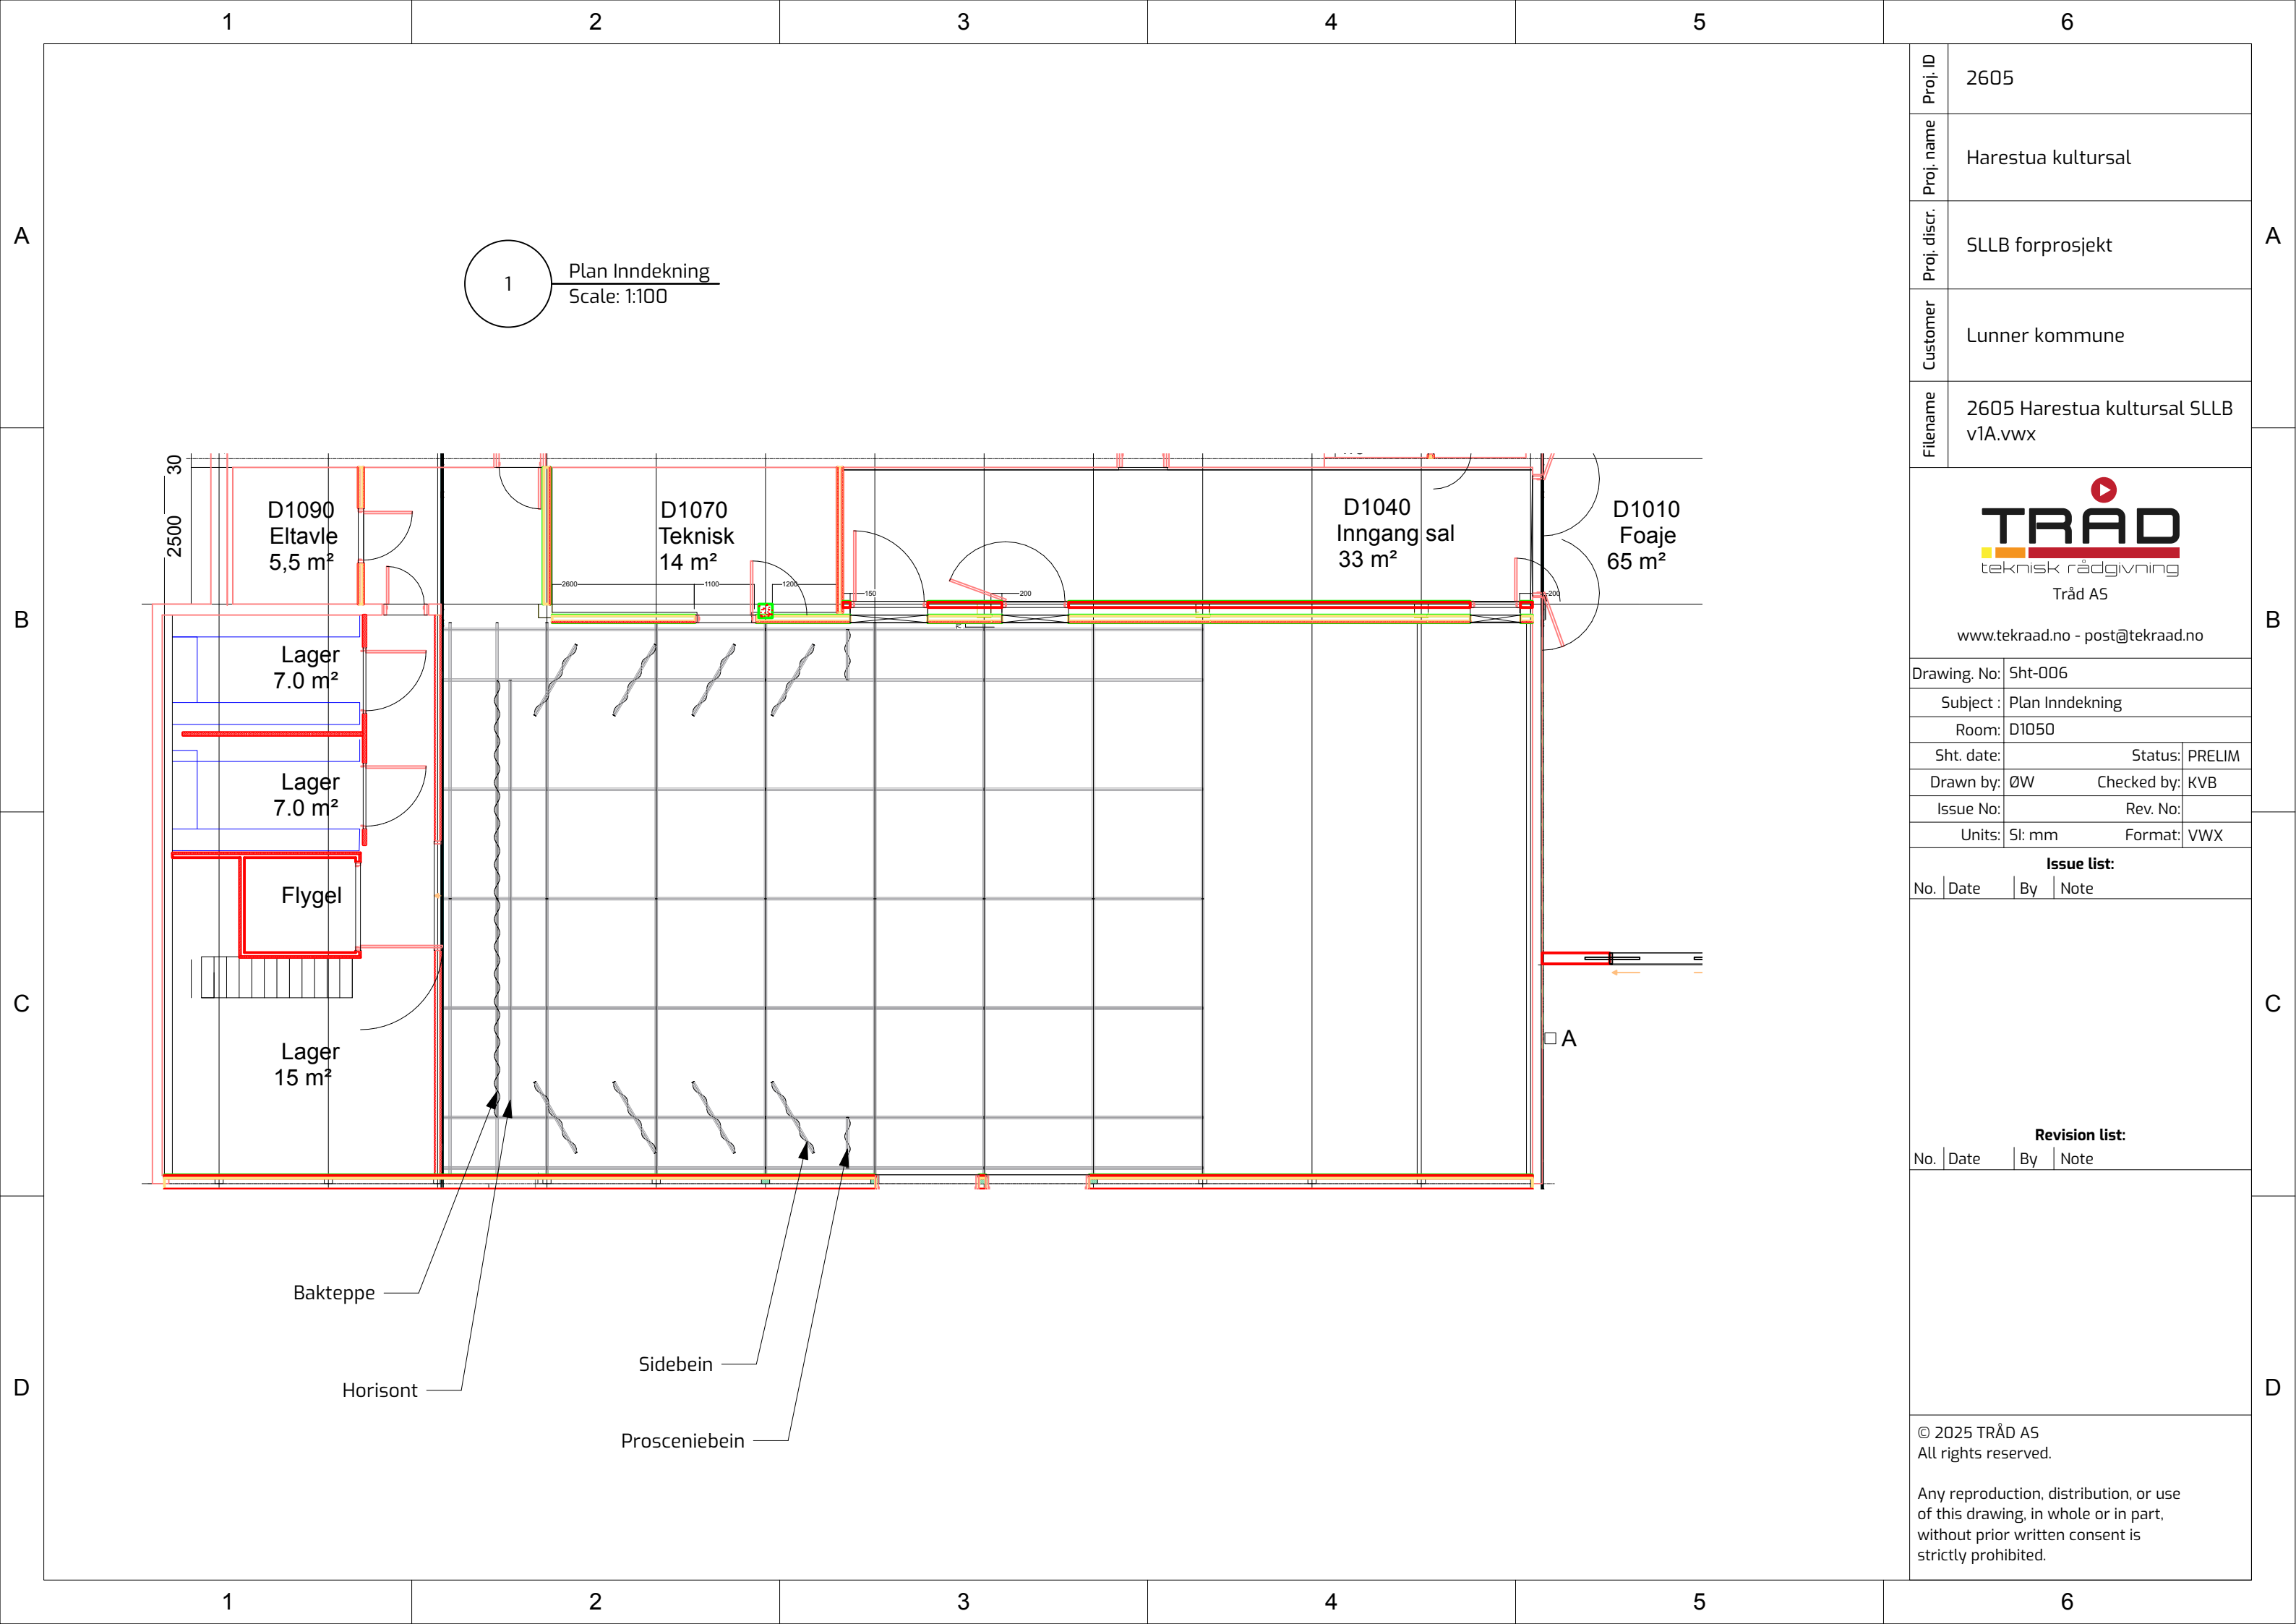 1
2
3
4
5
6
A
A
B
B
C
C
D
D
1
Plan Inndekning
Scale: 1:100
30
2500
D1090
Eltavle
5,5 m²
D1070
Teknisk
14 m²
D1040
Inngang sal
33 m²
D1010
Foaje
65 m²
2600
1100
1200
150
200
200
Lager
7.0 m²
Lager
7.0 m²
Flygel
Lager
15 m²
A
Bakteppe
Horisont
Sidebein
Prosceniebein
Proj. ID
2605
Proj. name
Harestua kultursal
Proj. discr.
SLLB forprosjekt
Customer
Lunner kommune
Filename
2605 Harestua kultursal SLLB
v1A.vwx
TRÅD
teknisk rådgivning
Tråd AS
www.tekraad.no - post@tekraad.no
Drawing. No: Sht-006
Subject : Plan Inndekning
Room: D1050
Sht. date: Status: PRELIM
Drawn by: ØW Checked by: KVB
Issue No: Rev. No:
Units: SI: mm Format: VWX
Issue list:
No. Date By Note
Revision list:
No. Date By Note
© 2025 TRÅD AS
All rights reserved.
Any reproduction, distribution, or use
of this drawing, in whole or in part,
without prior written consent is
strictly prohibited.
1
2
3
4
5
6